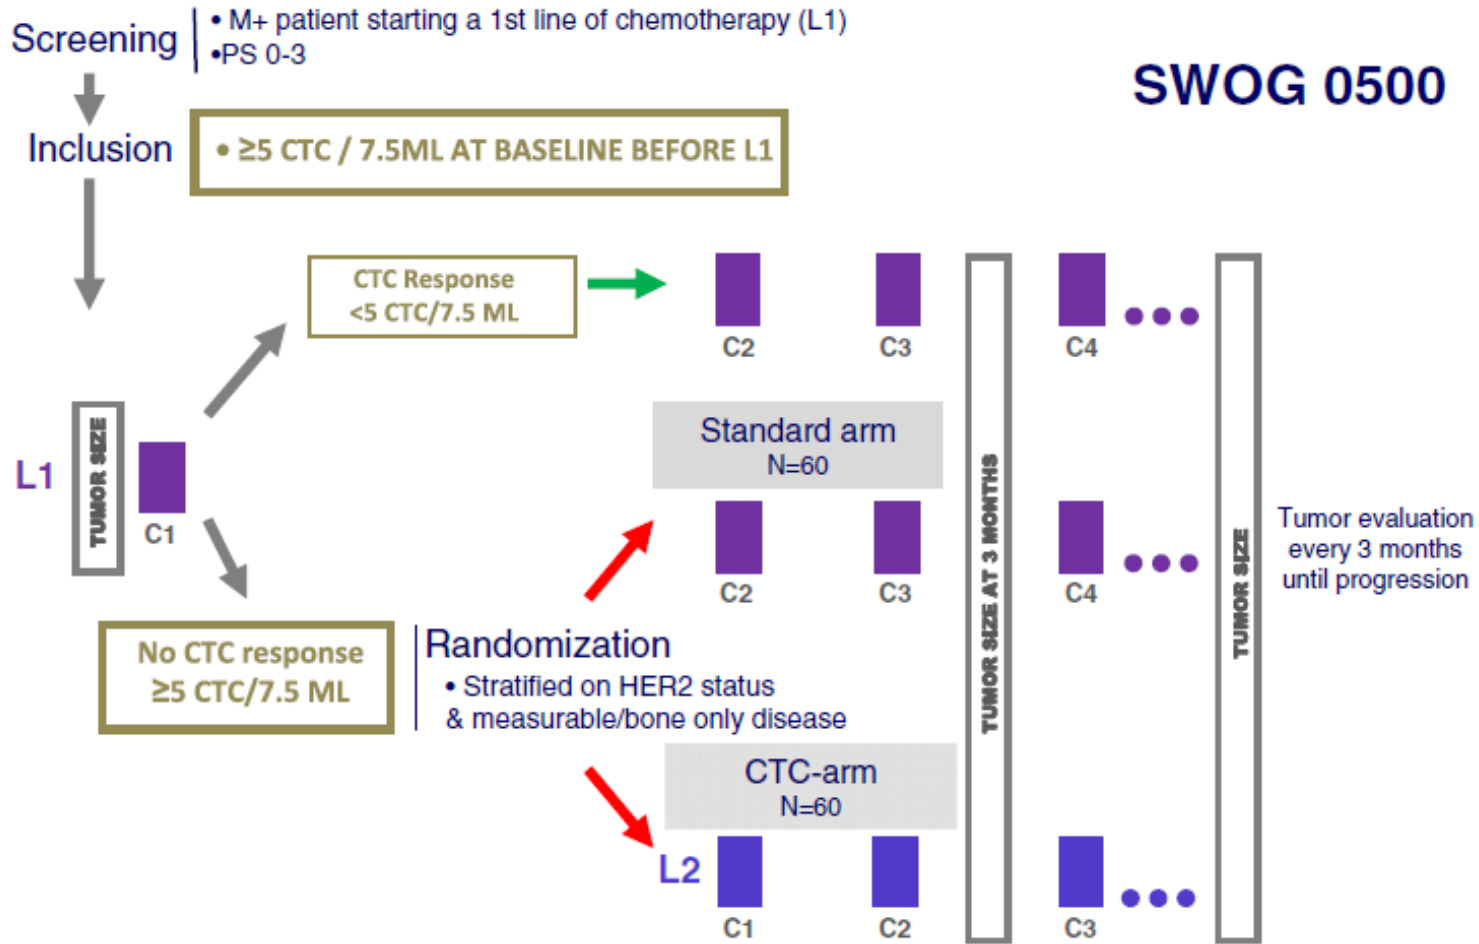 Screening
• M+ patient starting a 1st line of chemotherapy (L1)
•PS 0-3
SWOG 0500
Inclusion
• ≥5 CTC / 7.5ML AT BASELINE BEFORE L1
CTC Response
<5 CTC/7.5 ML
C2
C3
C4
L1
TUMOR SIZE
C1
Standard arm
N=60
C2
C3
C4
TUMOR SIZE AT 3 MONTHS
TUMOR SIZE
Tumor evaluation
every 3 months
until progression
No CTC response
≥5 CTC/7.5 ML
Randomization
• Stratified on HER2 status
& measurable/bone only disease
CTC-arm
N=60
L2
C1
C2
C3